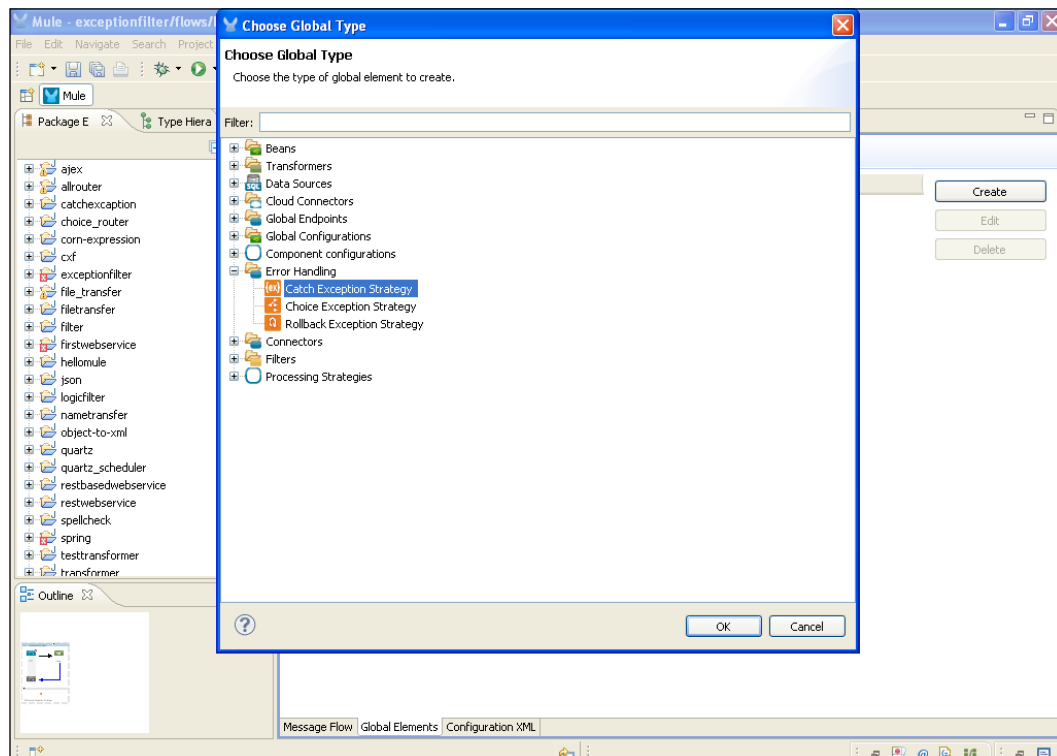 Mule - exceptionfilter/flows/
Choose Global Type
File Edit Navigate Search Project
Choose Global Type
Choose the type of global element to create.
Mule
Package E
Type Hiera
Filter:
Beans
Transformers
Data Sources
Cloud Connectors
Global Endpoints
Global Configurations
Component configurations
Error Handling
Catch Exception Strategy
Choice Exception Strategy
Rollback Exception Strategy
Connectors
Filters
Processing Strategies
ajex
allrouter
catchexcaption
choice_router
corn-expression
cxf
exceptionfilter
file_transfer
filetransfer
filter
firstwebservice
hellomule
json
logicfilter
nametransfer
object-to-xml
quartz
quartz_scheduler
restbasedwebservice
restwebservice
spellcheck
spring
testtransformer
transformer
Create
Edit
Delete
Outline
OK
Cancel
Message Flow Global Elements Configuration XML